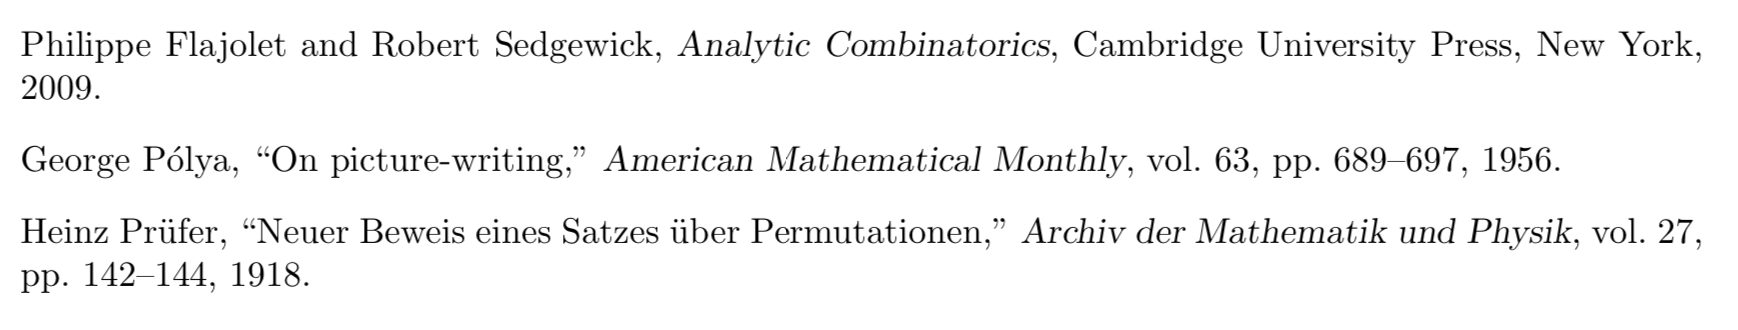 Philippe Flajolet and Robert Sedgewick, Analytic Combinatorics, Cambridge University Press, New York,
2009.
George Pólya, “On picture-writing,” American Mathematical Monthly, vol. 63, pp. 689–697, 1956.
Heinz Prüfer, “Neuer Beweis eines Satzes über Permutationen,” Archiv der Mathematik und Physik, vol. 27,
pp. 142–144, 1918.